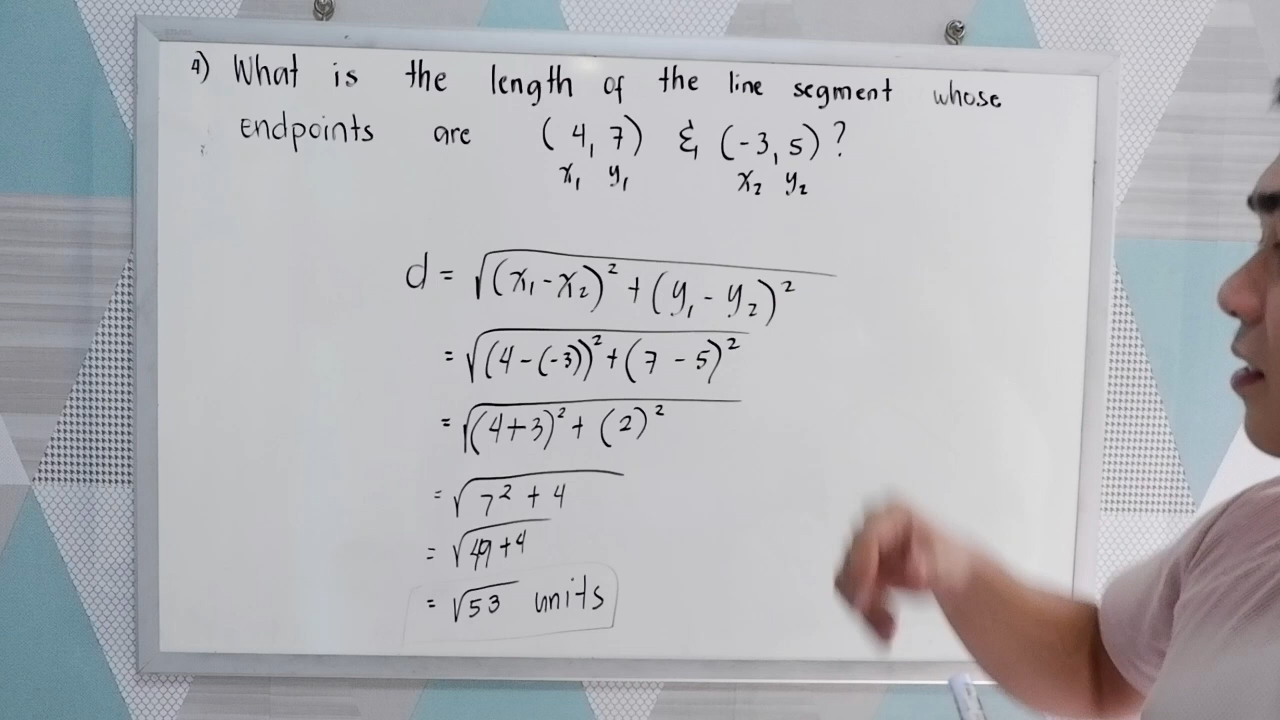 4) What is the length of the line segment whose
endpoints are (4, 7) & (-3, 5)?
x₁ y₁ x₂ y₂
d = √(x₁ - x₂)² + (y₁ - y₂)²
= √(4 - (-3))² + (7 - 5)²
= √(4+3)² + (2)²
= √7² + 4
= √49 + 4
= √53 units